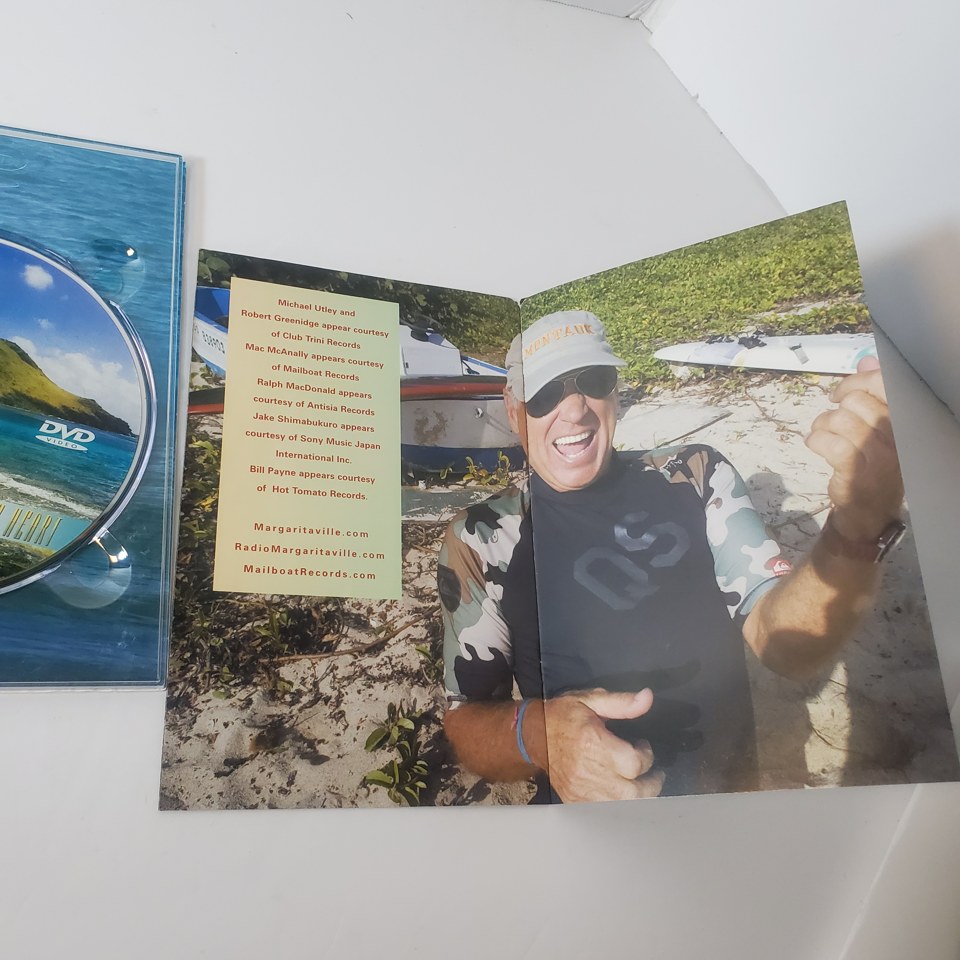 Michael Utley and
Robert Greenidge appear courtesy
of Club Trini Records
Mac McAnally appears courtesy
of Mailboat Records
Ralph MacDonald appears
courtesy of Antisia Records
Jake Shimabukuro appears
courtesy of Sony Music Japan
International Inc.
Bill Payne appears courtesy
of Hot Tomato Records.
Margaritaville.com
RadioMargaritaville.com
MailboatRecords.com
MONTAUK
QS
DVD
VIDEO